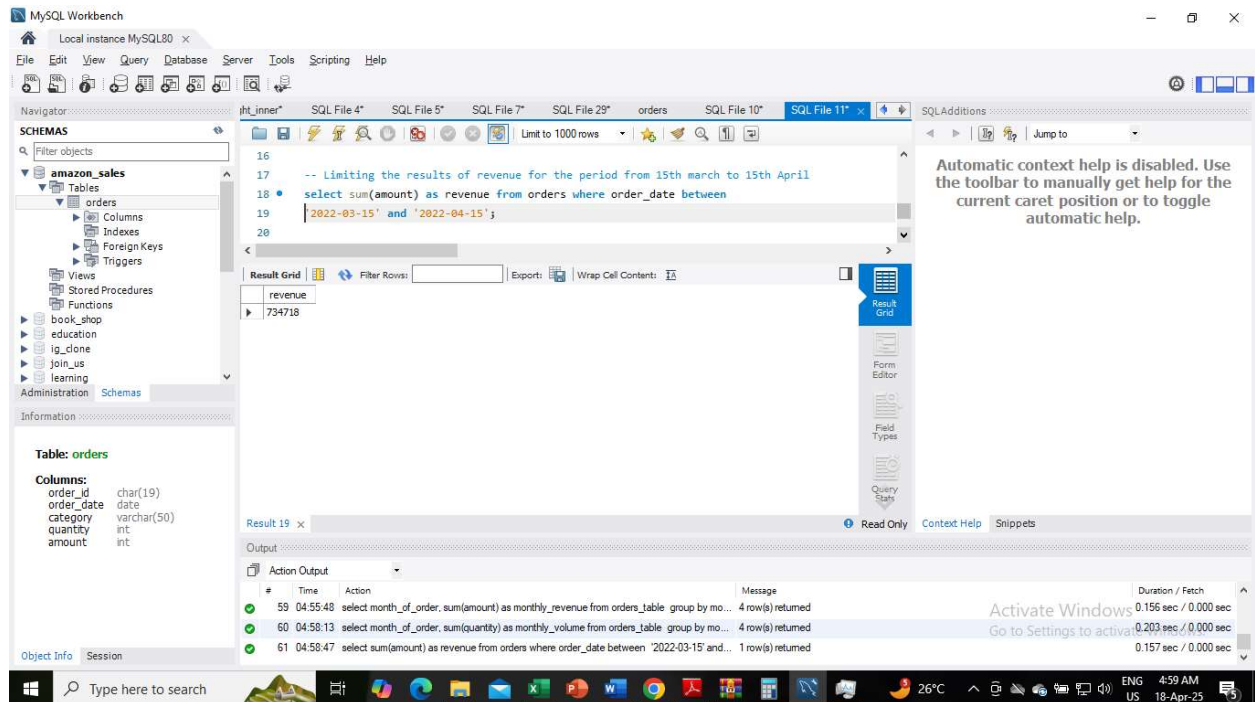 MySQL Workbench
Local instance MySQL80
File Edit View Query Database Server Tools Scripting Help
Navigator
ht_inner* SQL File 4* SQL File 5* SQL File 7* SQL File 29* orders SQL File 10* SQL File 11*
SQLAdditions
SCHEMAS
Limit to 1000 rows
Jump to
Filter objects
amazon_sales
Tables
orders
Columns
Indexes
Foreign Keys
Triggers
Views
Stored Procedures
Functions
book_shop
education
ig_clone
join_us
learning
Administration Schemas
16
17 -- Limiting the results of revenue for the period from 15th march to 15th April
18 select sum(amount) as revenue from orders where order_date between
19 '2022-03-15' and '2022-04-15';
20
Automatic context help is disabled. Use
the toolbar to manually get help for the
current caret position or to toggle
automatic help.
Result Grid Filter Rows: Export: Wrap Cell Content:
revenue
734718
Result
Grid
Form
Editor
Field
Types
Query
Stats
Information
Table: orders
Columns:
order_id char(19)
order_date date
category varchar(50)
quantity int
amount int
Result 19
Read Only
Context Help Snippets
Output
Action Output
# Time Action Message Duration / Fetch
59 04:55:48 select month_of_order, sum(amount) as monthly_revenue from orders_table group by mo... 4 row(s) returned 0.156 sec / 0.000 sec
60 04:58:13 select month_of_order, sum(quantity) as monthly_volume from orders_table group by mo... 4 row(s) returned 0.203 sec / 0.000 sec
61 04:58:47 select sum(amount) as revenue from orders where order_date between '2022-03-15' and... 1 row(s) returned 0.157 sec / 0.000 sec
Activate Windows
Go to Settings to activate Windows.
Object Info Session
Type here to search
26°C
ENG
US
4:59 AM
18-Apr-25